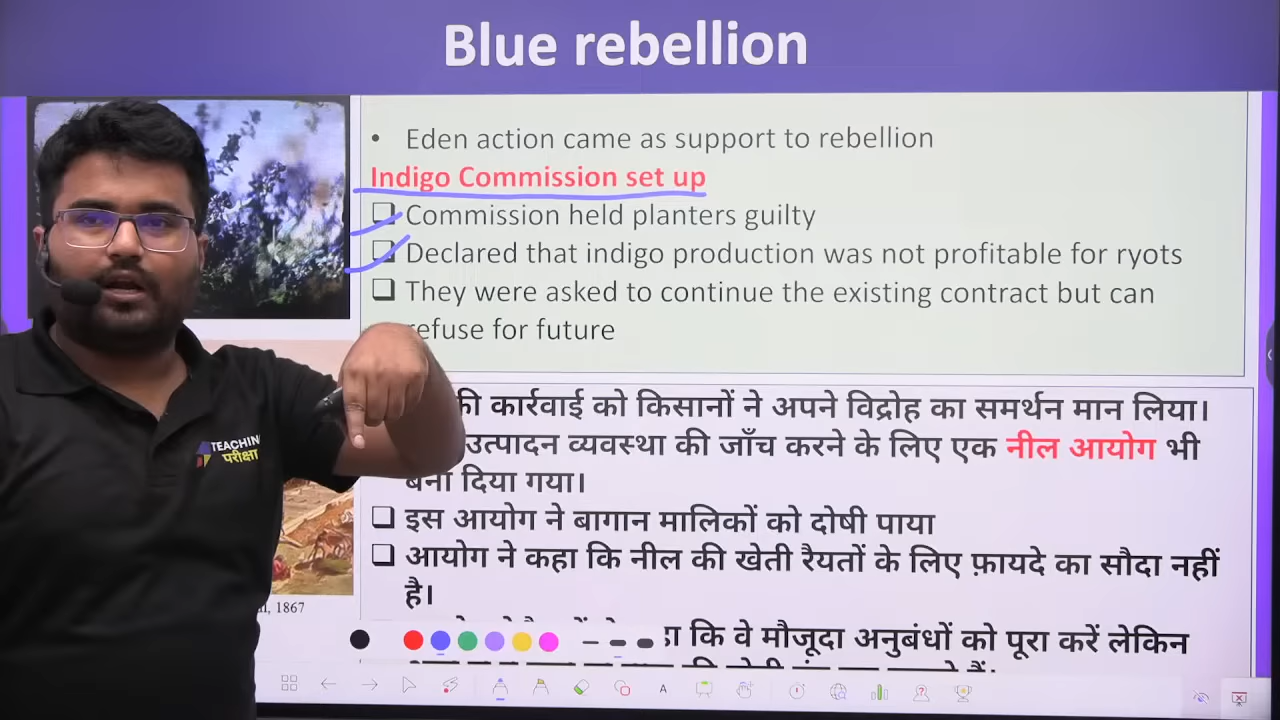 Blue rebellion
• Eden action came as support to rebellion
Indigo Commission set up
Commission held planters guilty
Declared that indigo production was not profitable for ryots
They were asked to continue the existing contract but can
refuse for future
की कार्रवाई को किसानों ने अपने विद्रोह का समर्थन मान लिया।
उत्पादन व्यवस्था की जाँच करने के लिए एक नील आयोग भी
बना दिया गया।
इस आयोग ने बागान मालिकों को दोषी पाया
आयोग ने कहा कि नील की खेती रैयतों के लिए फ़ायदे का सौदा नहीं
है।
कि वे मौजूदा अनुबंधों को पूरा करें लेकिन
1867
TEACHING
परीक्षा
A